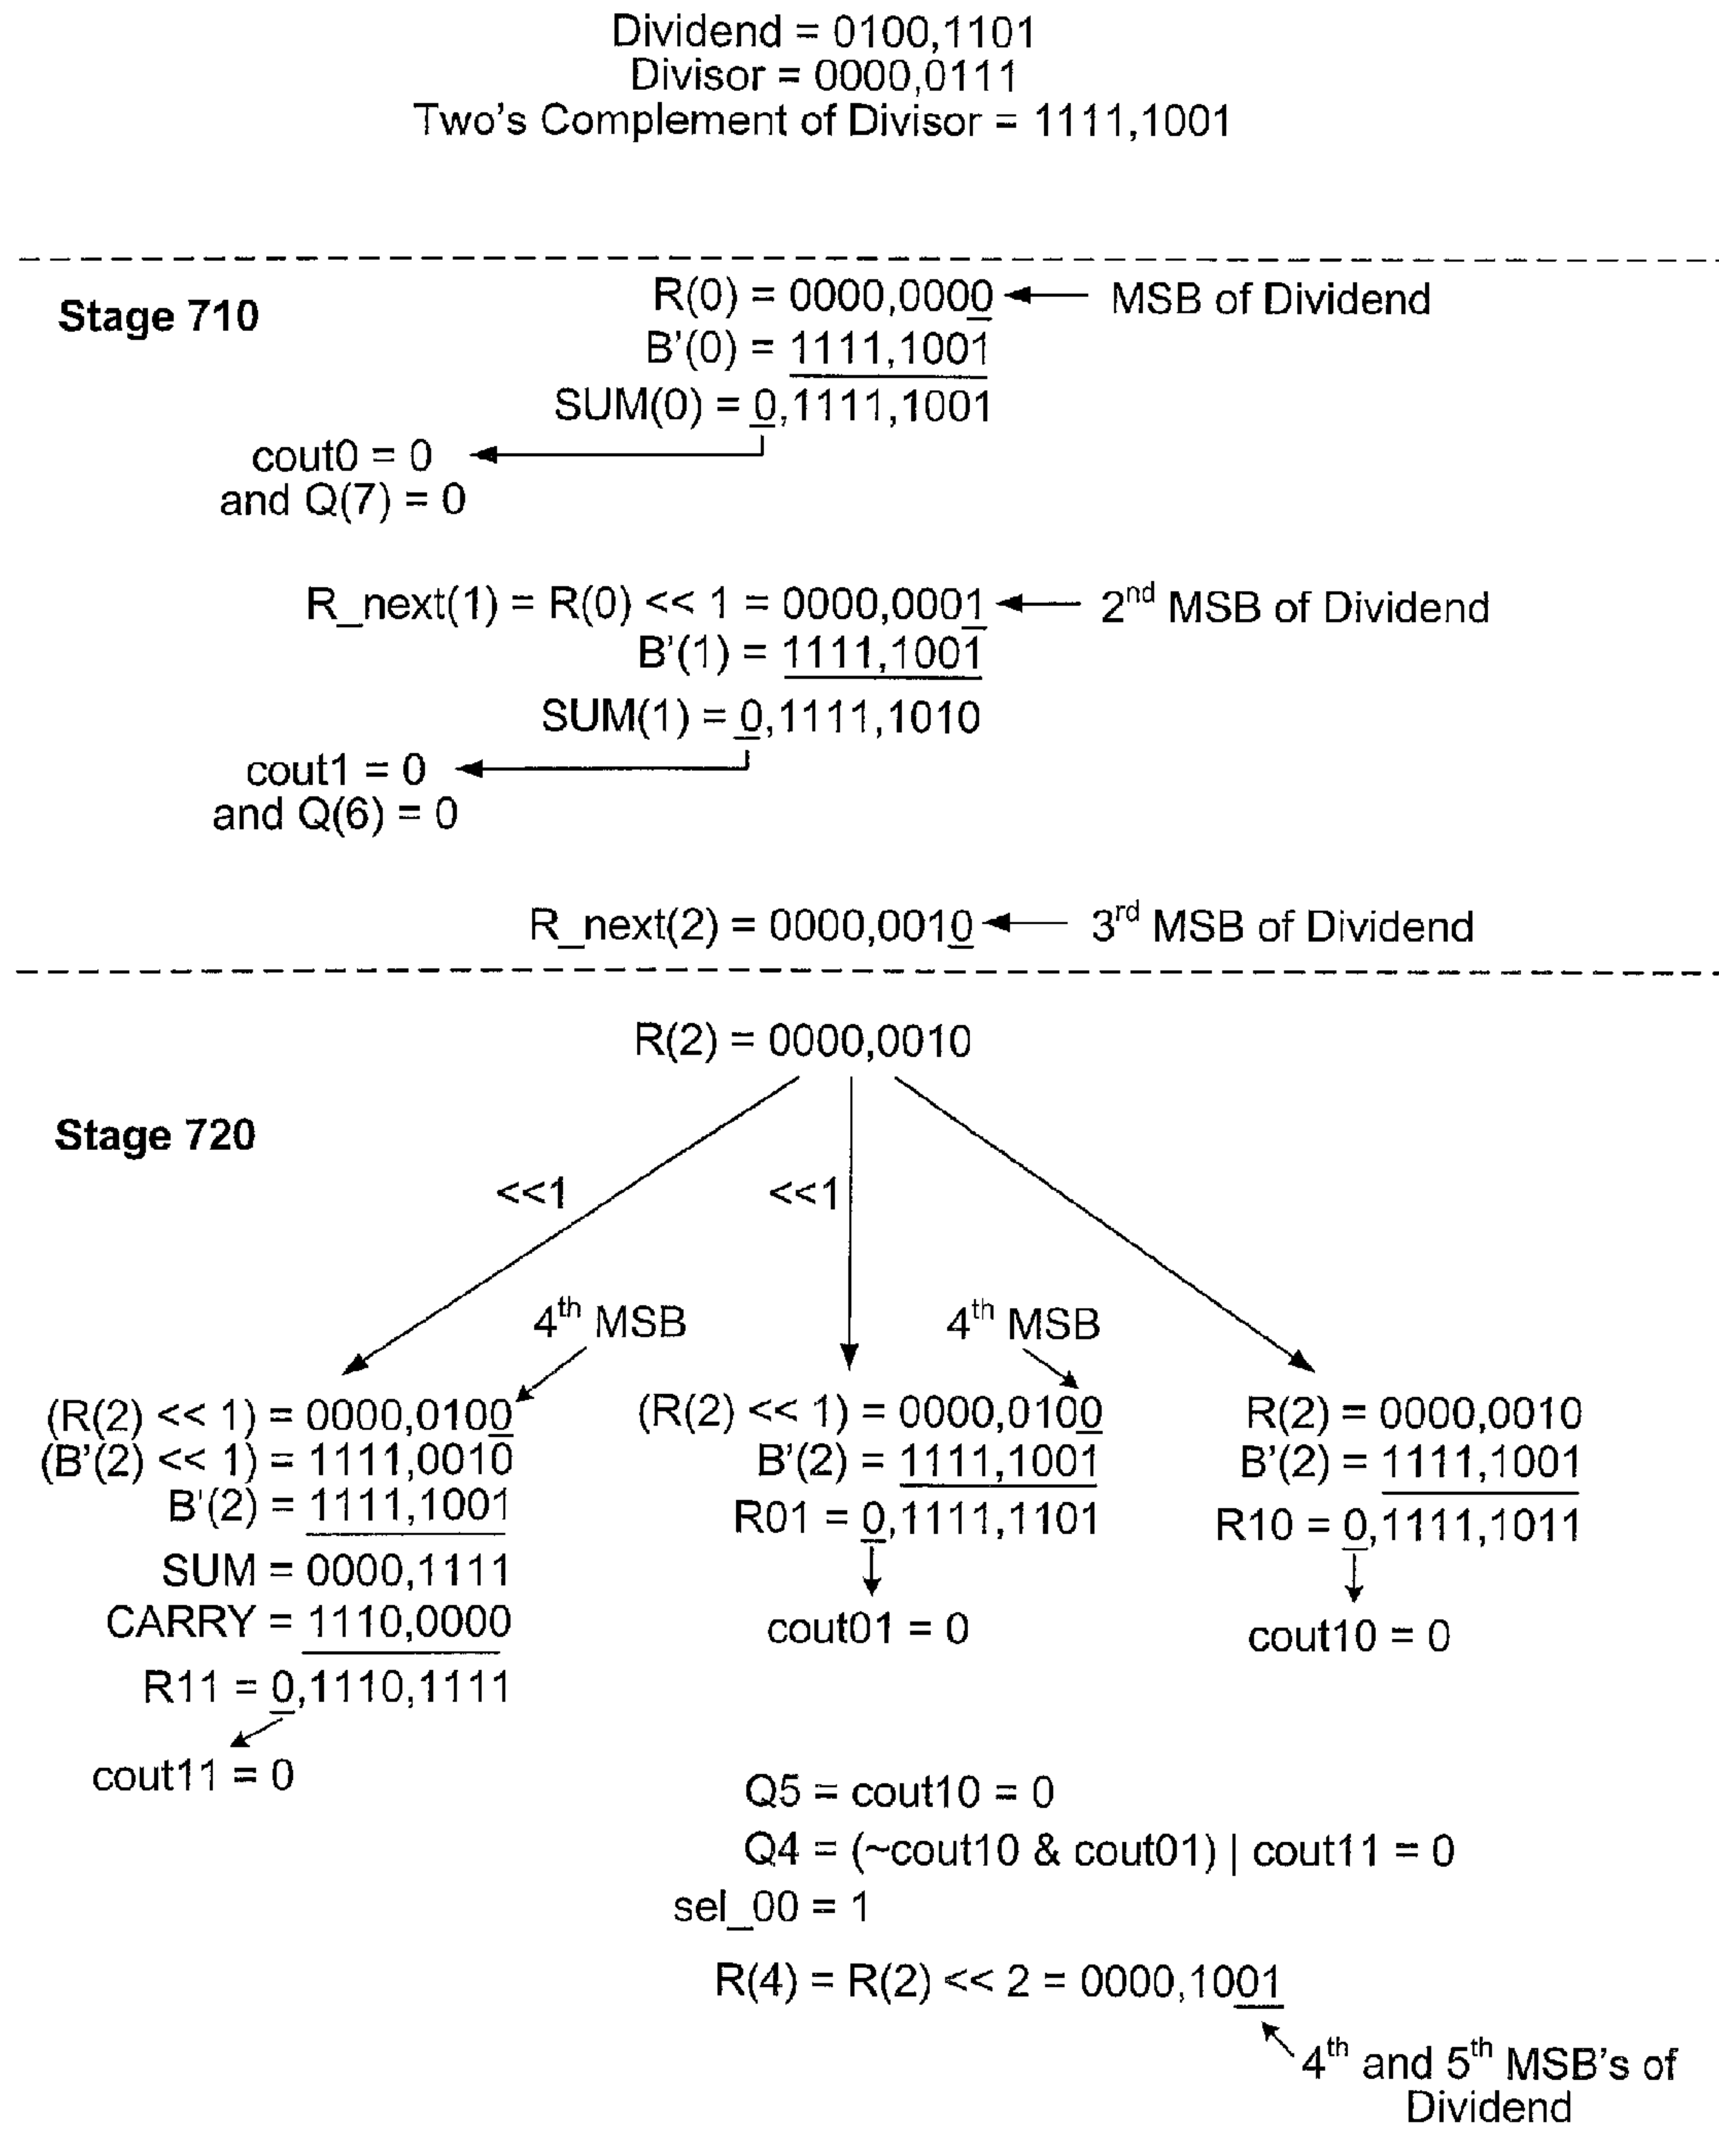 Dividend = 0100,1101
Divisor = 0000,0111
Two's Complement of Divisor = 1111,1001
Stage 710
R(0) = 0000,0000
MSB of Dividend
B'(0) = 1111,1001
SUM(0) = 0,1111,1001
cout0 = 0
and Q(7) = 0
R_next(1) = R(0) << 1 = 0000,0001
2nd MSB of Dividend
B'(1) = 1111,1001
SUM(1) = 0,1111,1010
cout1 = 0
and Q(6) = 0
R_next(2) = 0000,0010
3rd MSB of Dividend
R(2) = 0000,0010
Stage 720
<<1
<<1
4th MSB
(R(2) << 1) = 0000,0100
(B'(2) << 1) = 1111,0010
B'(2) = 1111,1001
SUM = 0000,1111
CARRY = 1110,0000
R11 = 0,1110,1111
cout11 = 0
4th MSB
(R(2) << 1) = 0000,0100
B'(2) = 1111,1001
R01 = 0,1111,1101
cout01 = 0
R(2) = 0000,0010
B'(2) = 1111,1001
R10 = 0,1111,1011
cout10 = 0
Q5 = cout10 = 0
Q4 = (~cout10 & cout01) | cout11 = 0
sel_00 = 1
R(4) = R(2) << 2 = 0000,1001
4th and 5th MSB's of
Dividend